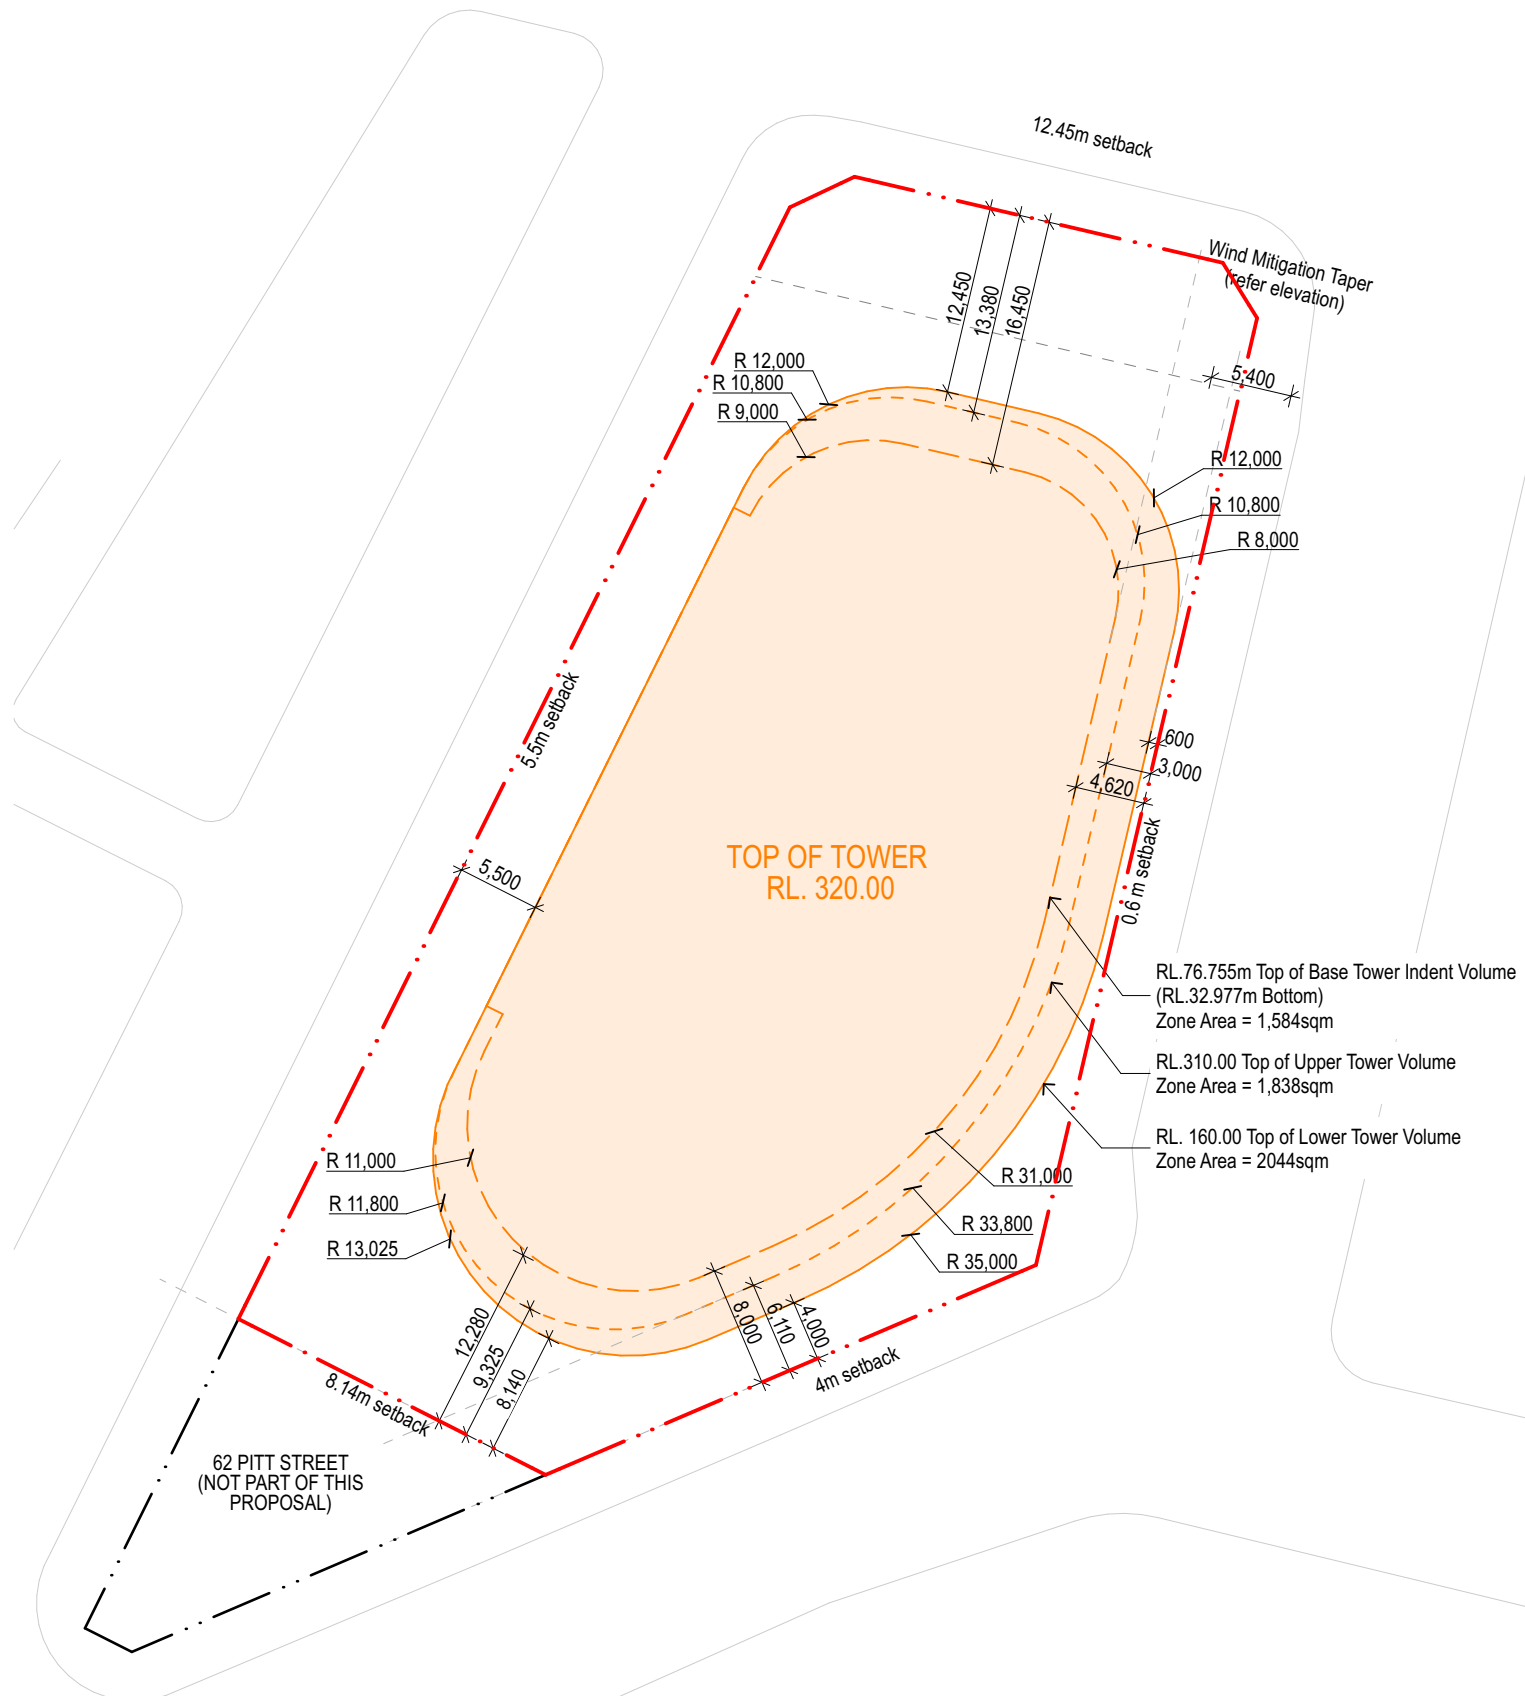 12.45m setback
Wind Mitigation Taper
(refer elevation)
12,450
13,380
16,450
5,400
R 12,000
R 10,800
R 9,000
R 12,000
R 10,800
R 8,000
5.5m setback
600
3,000
4,620
5,500
TOP OF TOWER
RL. 320.00
0.6 m setback
RL.76.755m Top of Base Tower Indent Volume
(RL.32.977m Bottom)
Zone Area = 1,584sqm
RL.310.00 Top of Upper Tower Volume
Zone Area = 1,838sqm
RL. 160.00 Top of Lower Tower Volume
Zone Area = 2044sqm
R 11,000
R 11,800
R 13,025
R 31,000
R 33,800
R 35,000
12,280
9,325
8,140
8,000
6,110
4,000
8.14m setback
4m setback
62 PITT STREET
(NOT PART OF THIS
PROPOSAL)